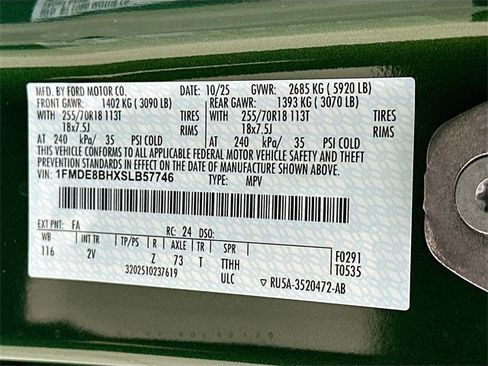 MFD. BY FORD MOTOR CO. DATE: 10/25 GVWR: 2685 KG ( 5920 LB)
FRONT GAWR: 1402 KG ( 3090 LB) REAR GAWR: 1393 KG ( 3070 LB)
WITH 255/70R18 113T TIRES WITH 255/70R18 113T TIRES
18x7.5J 18x7.5J
AT 240 kPa/ 35 PSI COLD AT 240 kPa/ 35 PSI COLD
THIS VEHICLE CONFORMS TO ALL APPLICABLE FEDERAL MOTOR VEHICLE SAFETY AND
THEFT PREVENTION STANDARDS IN EFFECT ON THE DATE OF MANUFACTURE SHOWN ABOVE.
VIN: 1FMDE8BHXSLB57746 TYPE: MPV
EXT PNT: FA RC: 24 DSO:
WB INT TR TP/PS R AXLE TR SPR F0291
116 2V Z 73 T TTHH T0535
3202510237619 ULC RU5A-3520472-AB